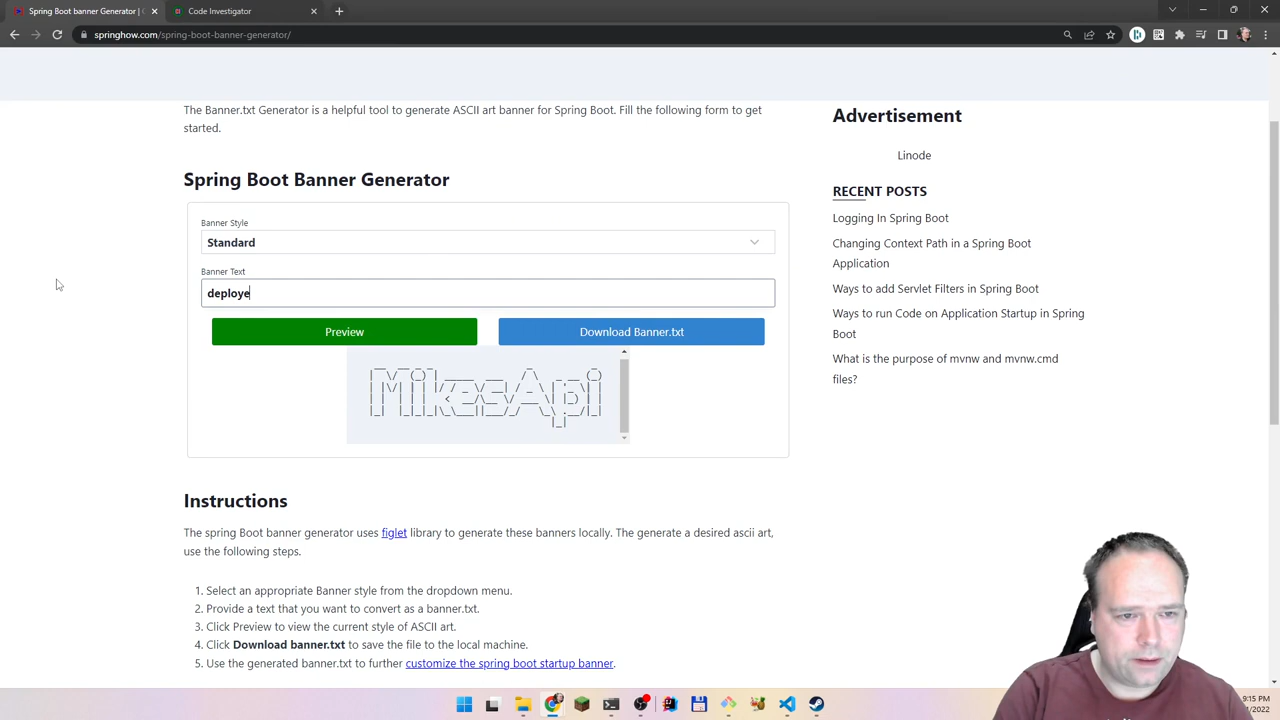 Spring Boot banner Generator | (
Code Investigator
springhow.com/spring-boot-banner-generator/
The Banner.txt Generator is a helpful tool to generate ASCII art banner for Spring Boot. Fill the following form to get
started.
Spring Boot Banner Generator
Banner Style
Standard
Banner Text
deploye
Preview
Download Banner.txt
Instructions
The spring Boot banner generator uses figlet library to generate these banners locally. The generate a desired ascii art,
use the following steps.
1. Select an appropriate Banner style from the dropdown menu.
2. Provide a text that you want to convert as a banner.txt.
3. Click Preview to view the current style of ASCII art.
4. Click Download banner.txt to save the file to the local machine.
5. Use the generated banner.txt to further customize the spring boot startup banner.
Advertisement
Linode
RECENT POSTS
Logging In Spring Boot
Changing Context Path in a Spring Boot
Application
Ways to add Servlet Filters in Spring Boot
Ways to run Code on Application Startup in Spring
Boot
What is the purpose of mvnw and mvnw.cmd
files?
9:15 PM
/2022